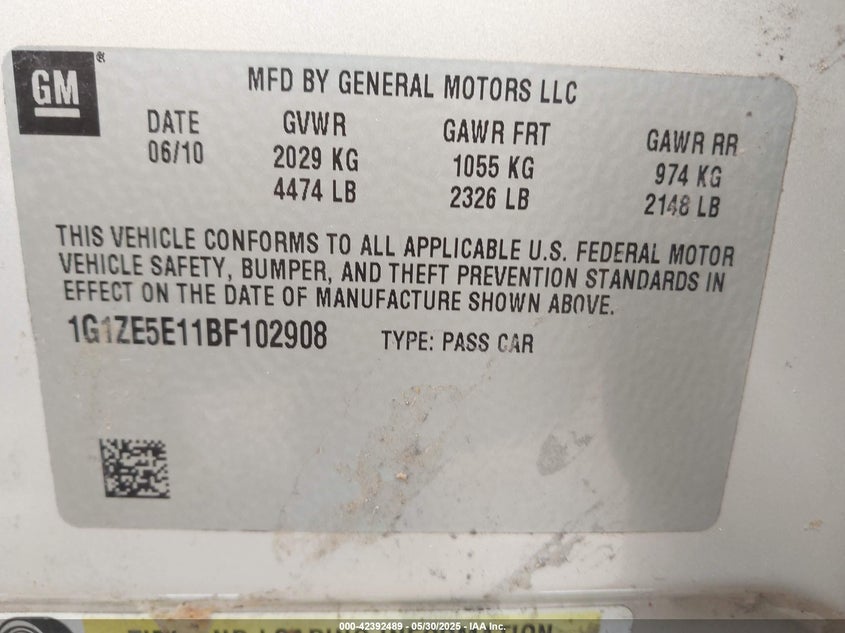 GM
MFD BY GENERAL MOTORS LLC
DATE GVWR GAWR FRT GAWR RR
06/10 2029 KG 1055 KG 974 KG
4474 LB 2326 LB 2148 LB
THIS VEHICLE CONFORMS TO ALL APPLICABLE U.S. FEDERAL MOTOR
VEHICLE SAFETY, BUMPER, AND THEFT PREVENTION STANDARDS IN
EFFECT ON THE DATE OF MANUFACTURE SHOWN ABOVE.
1G1ZE5E11BF102908 TYPE: PASS CAR
000-42392489 - 05/30/2025 - IAA Inc.